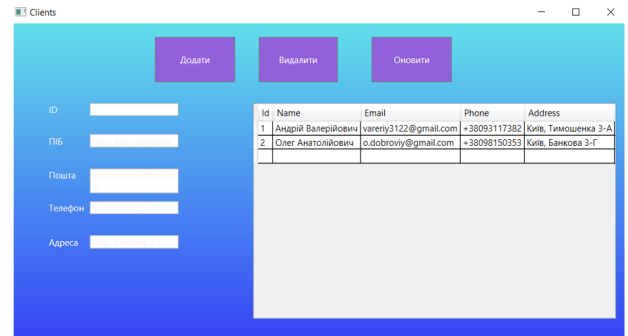 Clients
Додати Видалити Оновити
ID
ПІБ
Пошта
Телефон
Адреса
Id Name Email Phone Address
1 Андрій Валерійович vareriy3122@gmail.com +38093117382 Київ, Тимошенка 3-А
2 Олег Анатолійович o.dobroviy@gmail.com +38098150353 Київ, Банкова 3-Г